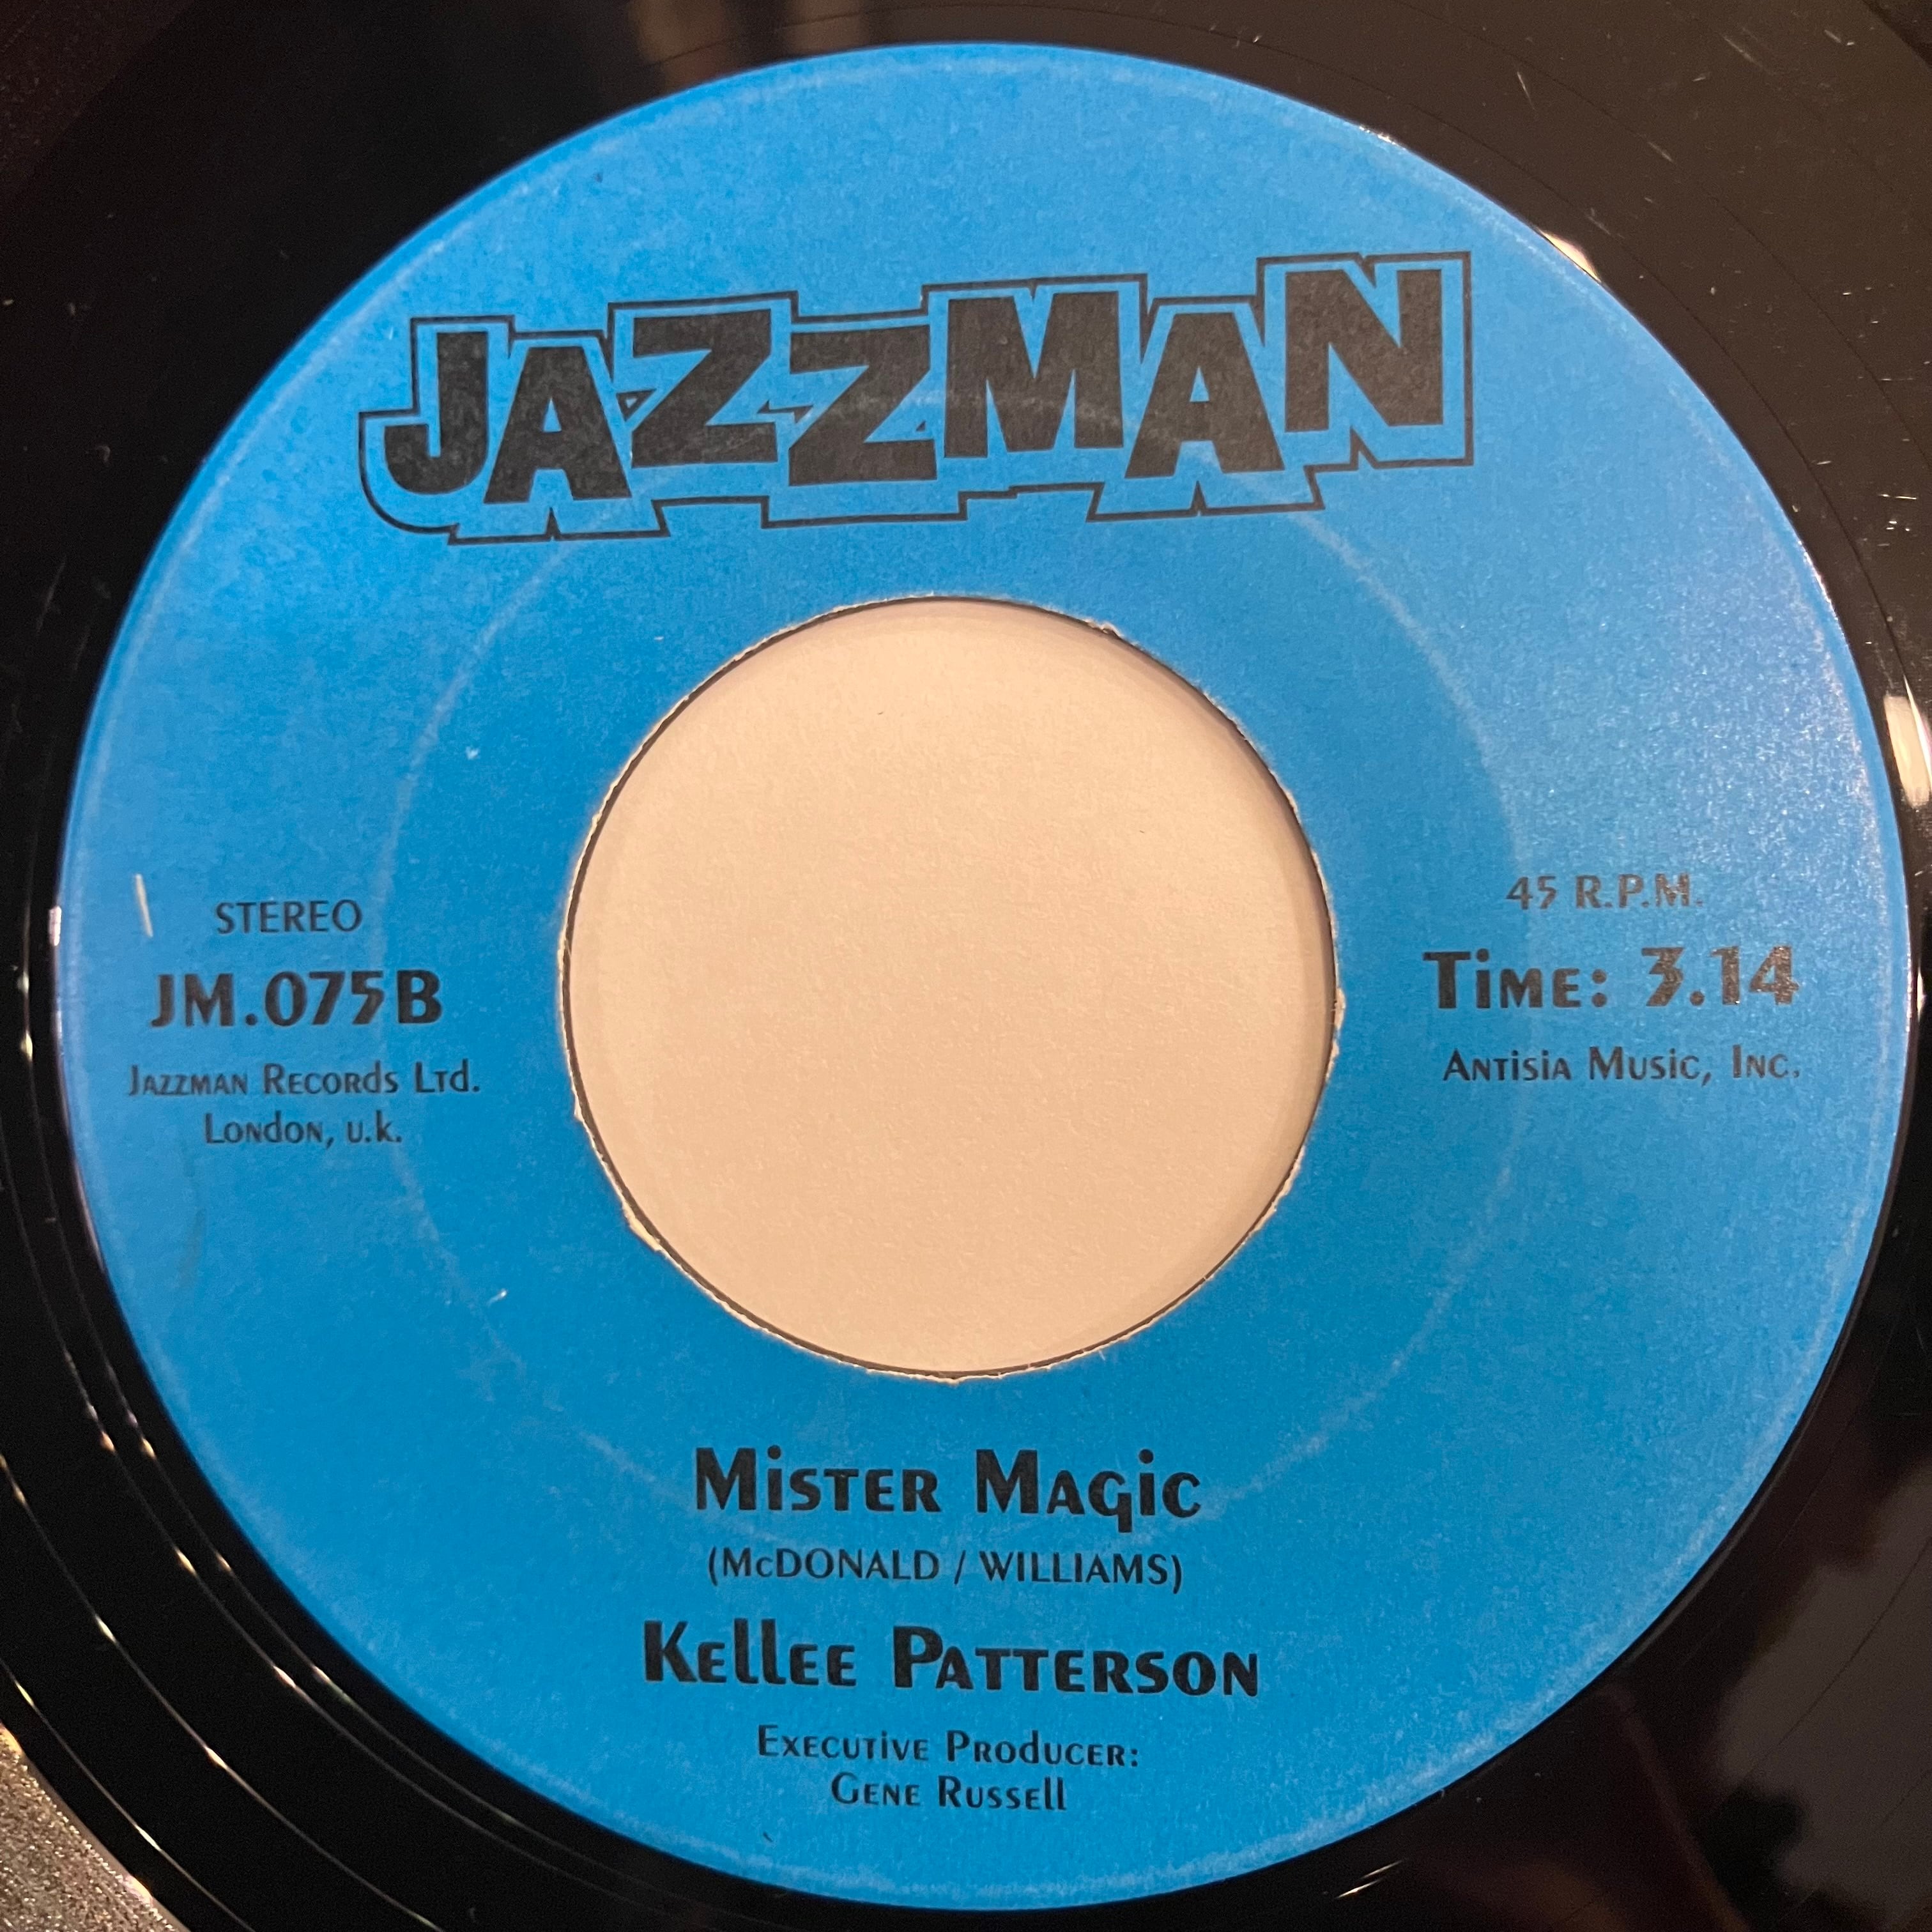 JAZZMAN
STEREO
JM.075B
Jazzman Records Ltd.
London, u.k.
45 R.P.M.
Time: 3.14
Antisia Music, Inc.
Mister Magic
(McDONALD / WILLIAMS)
Kellee Patterson
Executive Producer:
Gene Russell